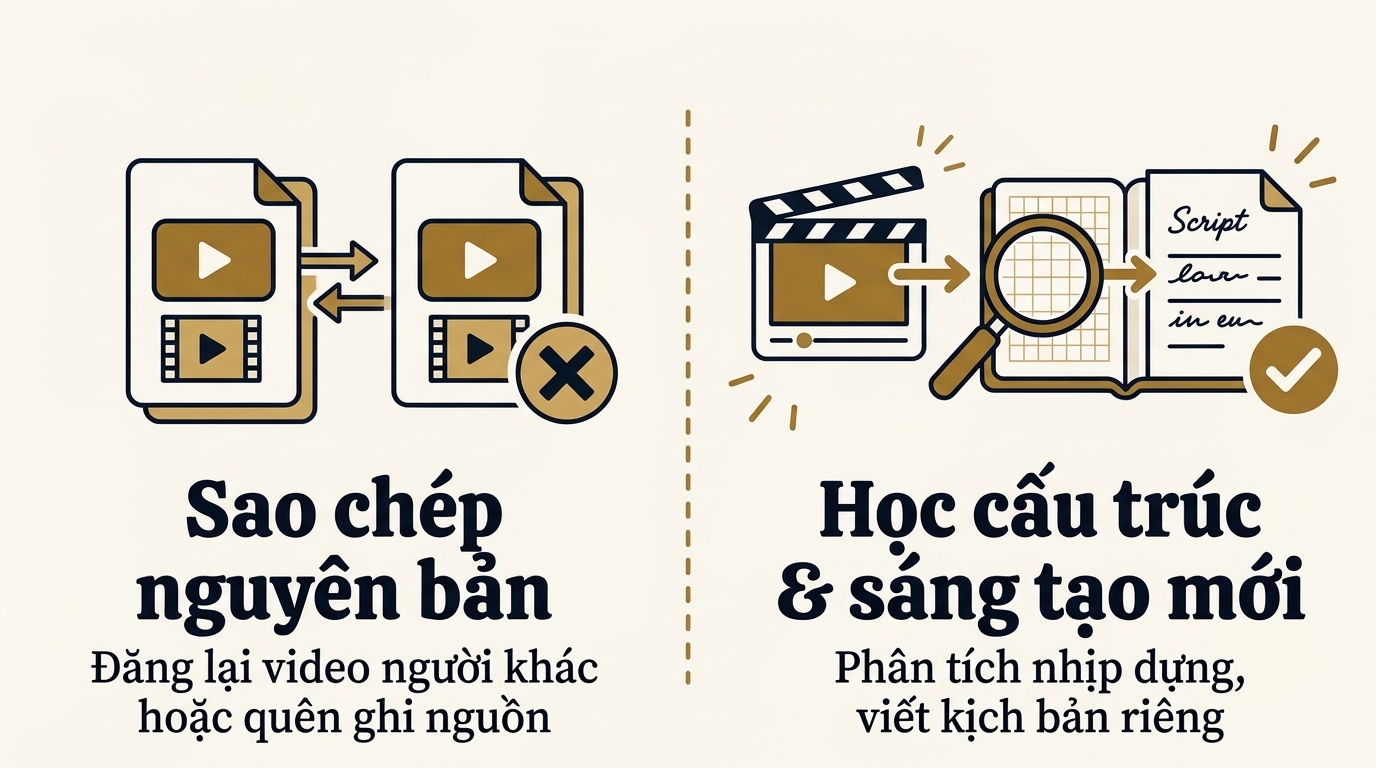 Script
Sao chép
nguyên bản
Đăng lại video người khác
hoặc quên ghi nguồn
Học cấu trúc
& sáng tạo mới
Phân tích nhịp dựng,
viết kịch bản riêng